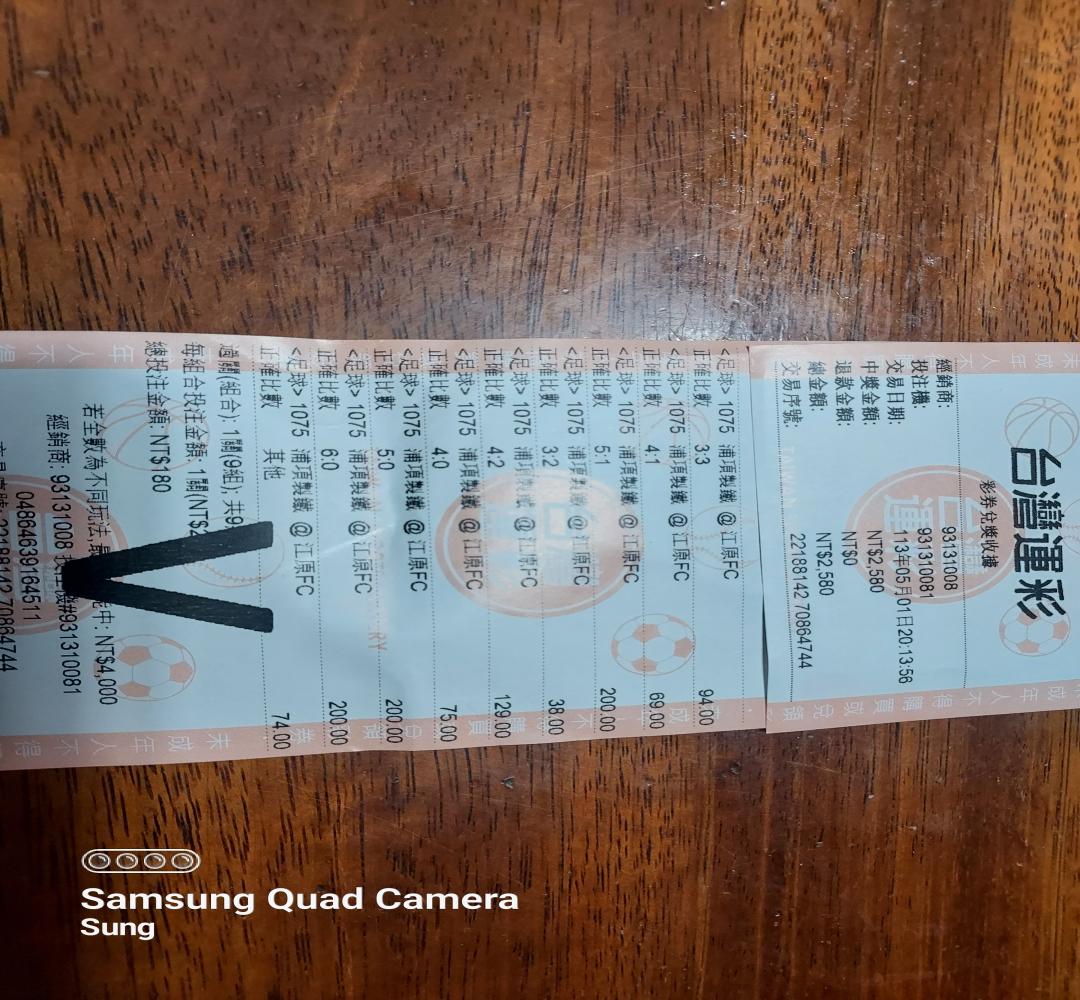 台灣運彩
彩券兌獎收據
經銷商: 93131008
投注機: 931310081
交易日期: 113年05月01日20:13:56
中獎金額: NT$2,580
退款金額: NT$0
總金額: NT$2,580
交易序號: 22188142 70864744
<足球> 1075 浦項製鐵 @ 江原FC
正確比數 3:3 94.00
<足球> 1075 浦項製鐵 @ 江原FC
正確比數 4:1 69.00
<足球> 1075 浦項製鐵 @ 江原FC
正確比數 5:1 200.00
<足球> 1075 浦項製鐵 @ 江原FC
正確比數 3:2 38.00
<足球> 1075 浦項製鐵 @ 江原FC
正確比數 4:2 129.00
<足球> 1075 浦項製鐵 @ 江原FC
正確比數 4:0 75.00
<足球> 1075 浦項製鐵 @ 江原FC
正確比數 5:0 200.00
<足球> 1075 浦項製鐵 @ 江原FC
正確比數 6:0 200.00
<足球> 1075 浦項製鐵 @ 江原FC
正確比數 其他 74.00
過關(組合): 1關(9組); 共9
每組合投注金額: 1關(NT$2
總投注金額: NT$180
若全數為不同玩法, 中: NT$4,000
經銷商: 93131008 #931310081
04864639164511
22188142 70864744
Samsung Quad Camera
Sung